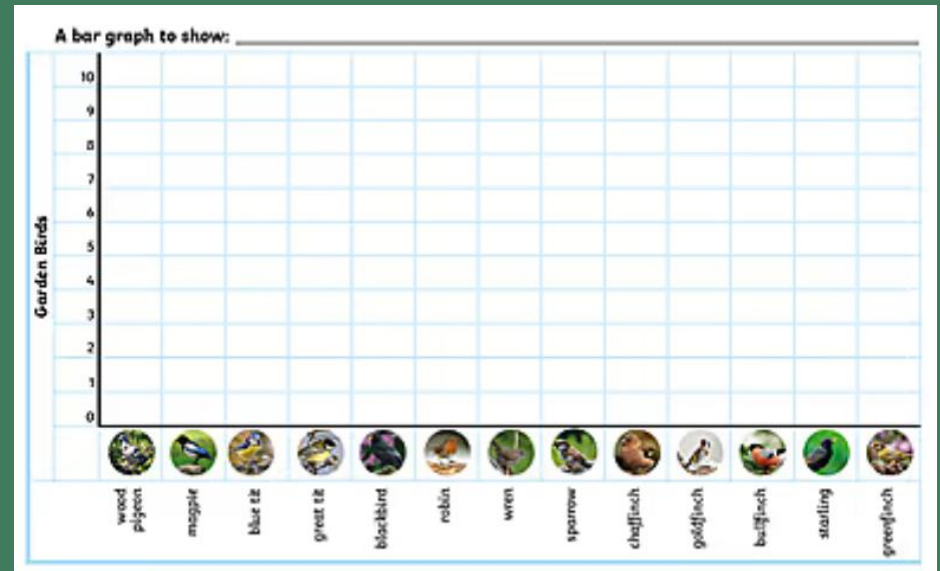 A bar graph to show:
10
9
8
7
6
5
4
3
2
1
0
Garden Birds
wood
pigeon
magpie
blue tit
great tit
blackbird
robin
wren
sparrow
chaffinch
goldfinch
bullfinch
starling
greenfinch